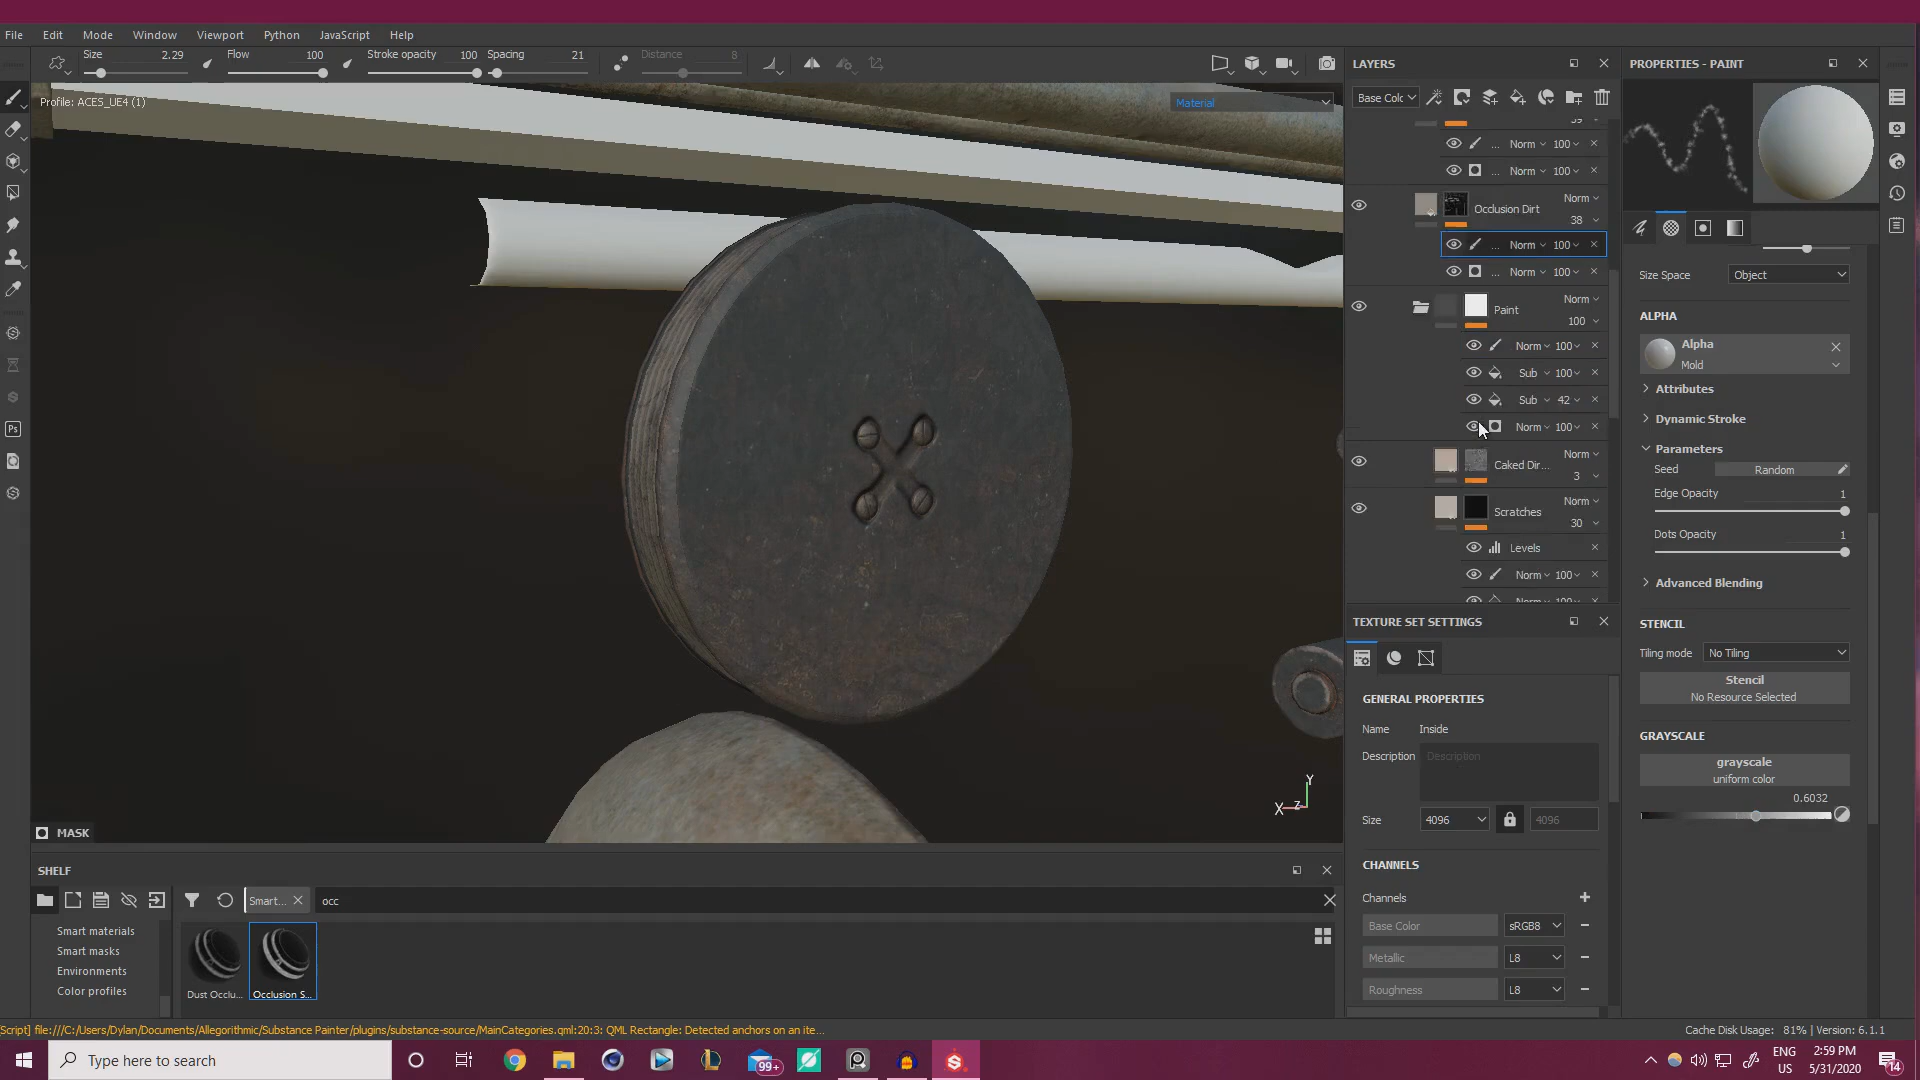 File Edit Mode Window Viewport Python JavaScript Help
Size 2.29 Flow 100 Stroke opacity 100 Spacing 21 Distance 8
Profile: ACES_UE4 (1)
Material
MASK
Y
X Z
LAYERS
Base Colc
... Norm 100
... Norm 100
Occlusion Dirt Norm
38
... Norm 100
... Norm 100
Paint Norm
100
Norm 100
Sub 100
Sub 42
Norm 100
Caked Dir... Norm
3
Scratches Norm
30
Levels
Norm 100
TEXTURE SET SETTINGS
GENERAL PROPERTIES
Name Inside
Description Description
Size 4096 4096
CHANNELS
Channels
Base Color sRGB8
Metallic L8
Roughness L8
PROPERTIES - PAINT
Size Space Object
ALPHA
Alpha
Mold
Attributes
Dynamic Stroke
Parameters
Seed Random
Edge Opacity 1
Dots Opacity 1
Advanced Blending
STENCIL
Tiling mode No Tiling
Stencil
No Resource Selected
GRAYSCALE
grayscale
uniform color
0.6032
SHELF
Smart... occ
Smart materials
Smart masks
Environments
Color profiles
Dust Occlu... Occlusion S...
Script] file:///C:/Users/Dylan/Documents/Allegorithmic/Substance Painter/plugins/substance-source/MainCategories.qml:20:3: QML Rectangle: Detected anchors on an ite...
Cache Disk Usage: 81% | Version: 6.1.1
Type here to search
Ps
99+
ENG
US
2:59 PM
5/31/2020
14